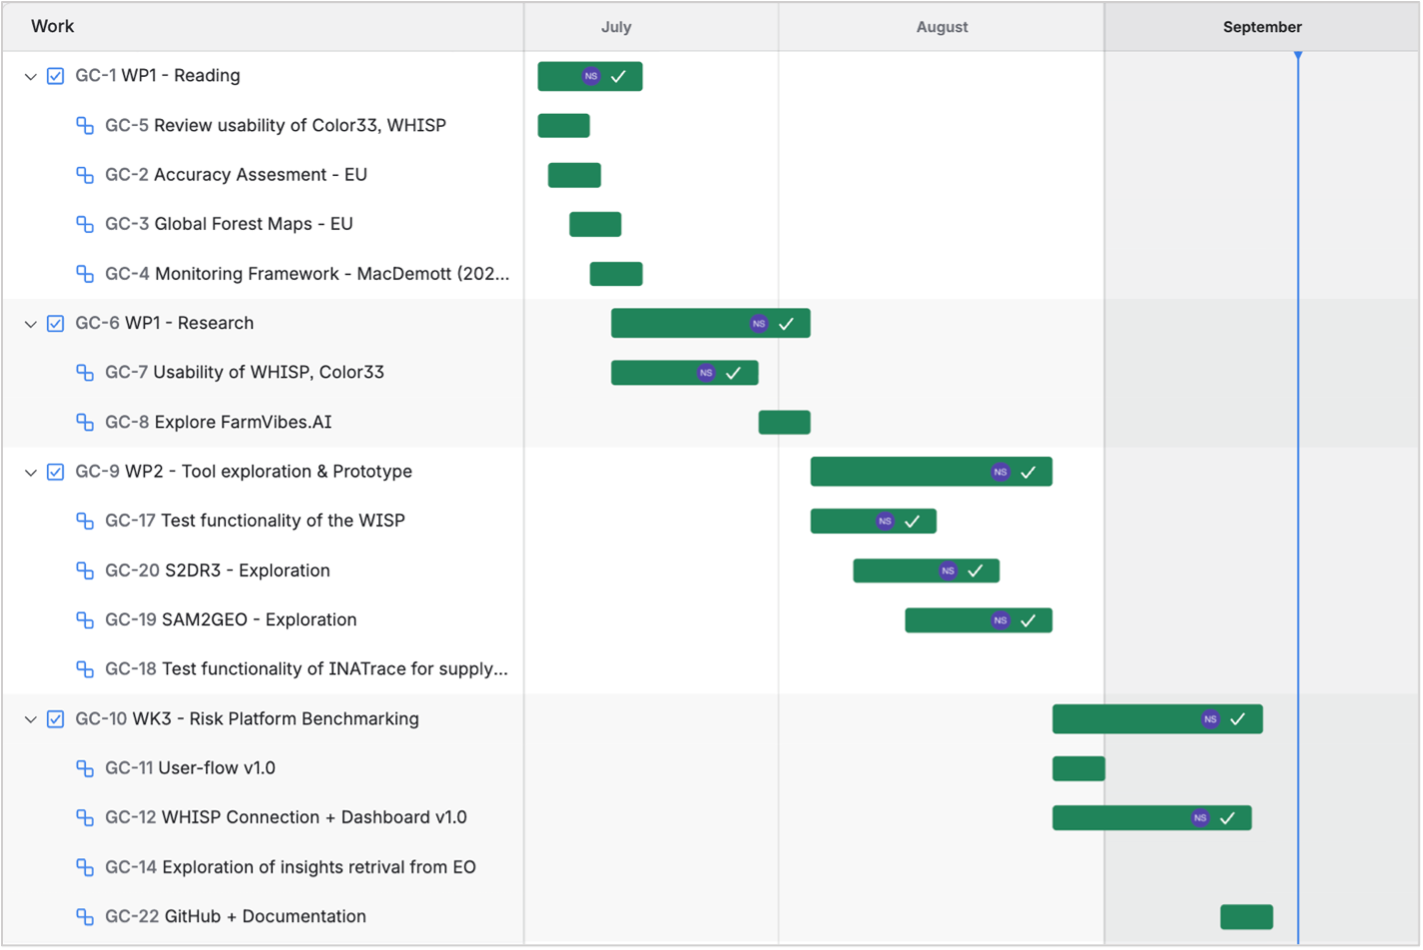 Work July August September
GC-1 WP1 - Reading NS
GC-5 Review usability of Color33, WHISP
GC-2 Accuracy Assesment - EU
GC-3 Global Forest Maps - EU
GC-4 Monitoring Framework - MacDemott (202...
GC-6 WP1 - Research NS
GC-7 Usability of WHISP, Color33 NS
GC-8 Explore FarmVibes.AI
GC-9 WP2 - Tool exploration & Prototype NS
GC-17 Test functionality of the WISP NS
GC-20 S2DR3 - Exploration NS
GC-19 SAM2GEO - Exploration NS
GC-18 Test functionality of INATrace for supply...
GC-10 WK3 - Risk Platform Benchmarking NS
GC-11 User-flow v1.0
GC-12 WHISP Connection + Dashboard v1.0 NS
GC-14 Exploration of insights retrival from EO
GC-22 GitHub + Documentation